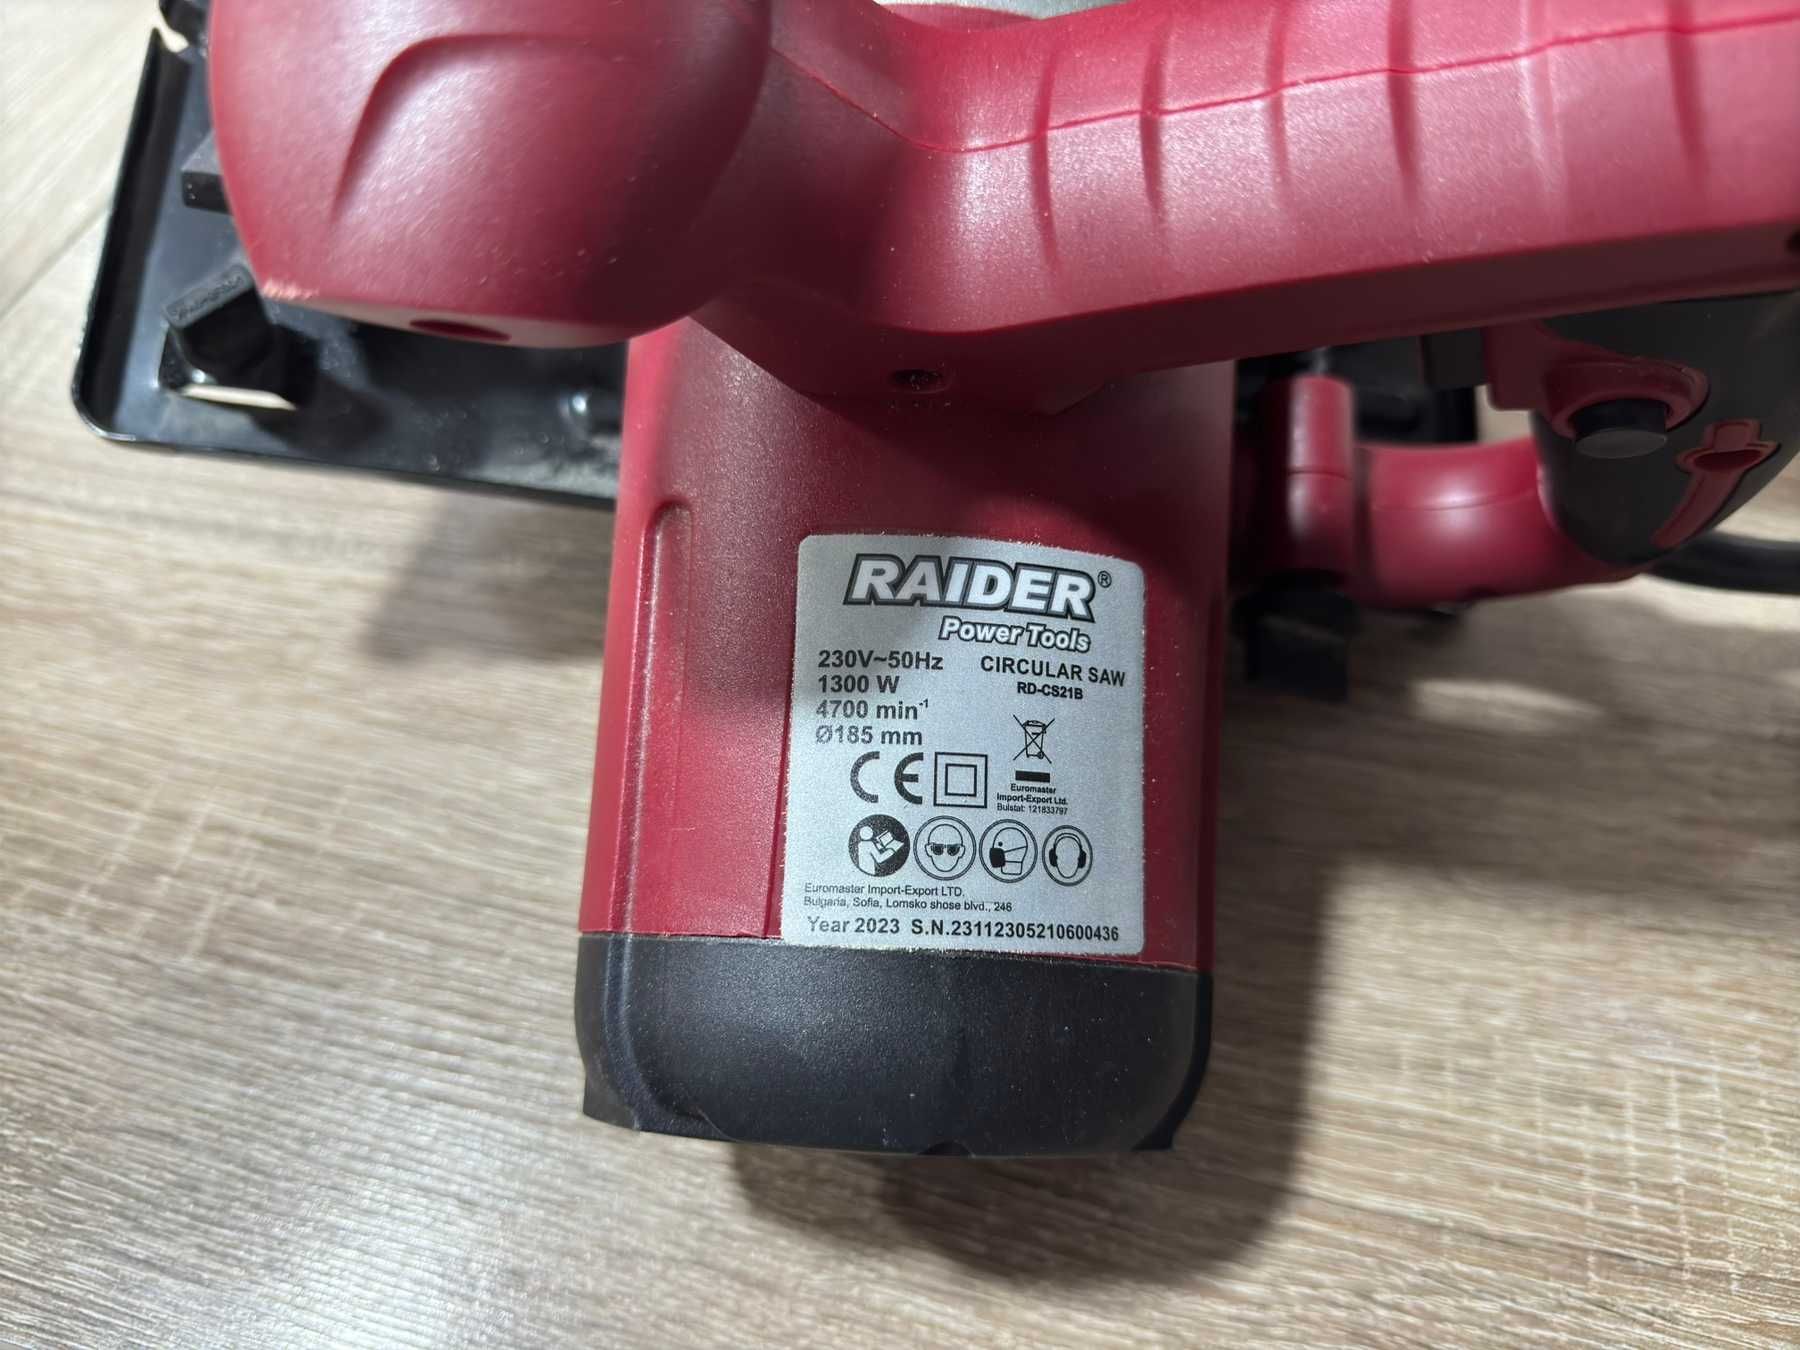 RAIDER®
Power Tools
230V~50Hz
CIRCULAR SAW
1300 W
RD-CS21B
4700 min⁻¹
Ø185 mm
CE
Euromaster
Import-Export Ltd.
Bulstat: 121833797
Euromaster Import-Export LTD.
Bulgaria, Sofia, Lomsko shose blvd., 246
Year 2023 S.N.23112305210600436